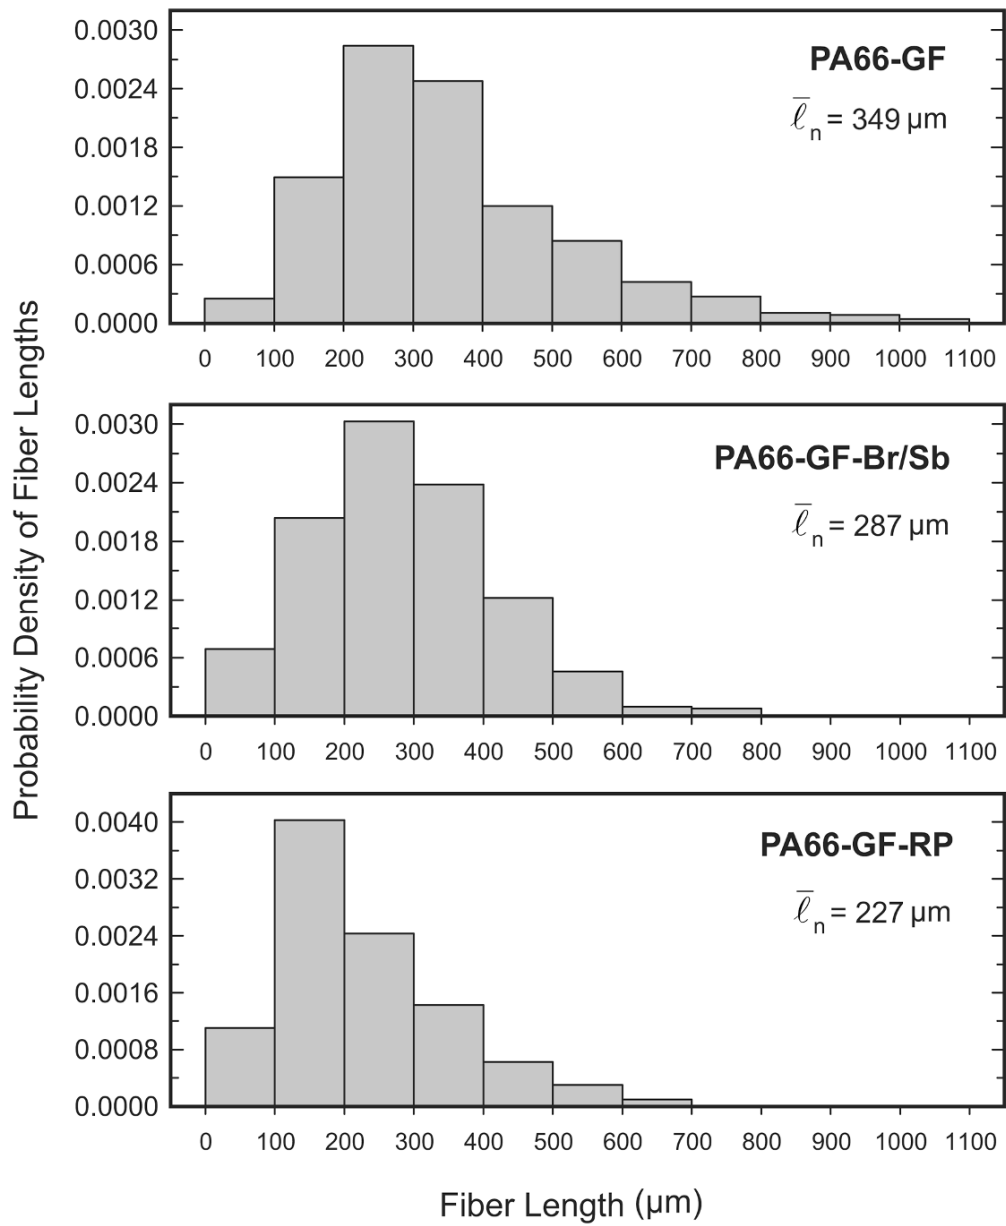 Probability Density of Fiber Lengths
0.0030
0.0024
0.0018
0.0012
0.0006
0.0000
PA66-GF
ℓ̅n = 349 µm
0 100 200 300 400 500 600 700 800 900 1000 1100
0.0030
0.0024
0.0018
0.0012
0.0006
0.0000
PA66-GF-Br/Sb
ℓ̅n = 287 µm
0 100 200 300 400 500 600 700 800 900 1000 1100
0.0040
0.0032
0.0024
0.0016
0.0008
0.0000
PA66-GF-RP
ℓ̅n = 227 µm
0 100 200 300 400 500 600 700 800 900 1000 1100
Fiber Length (µm)